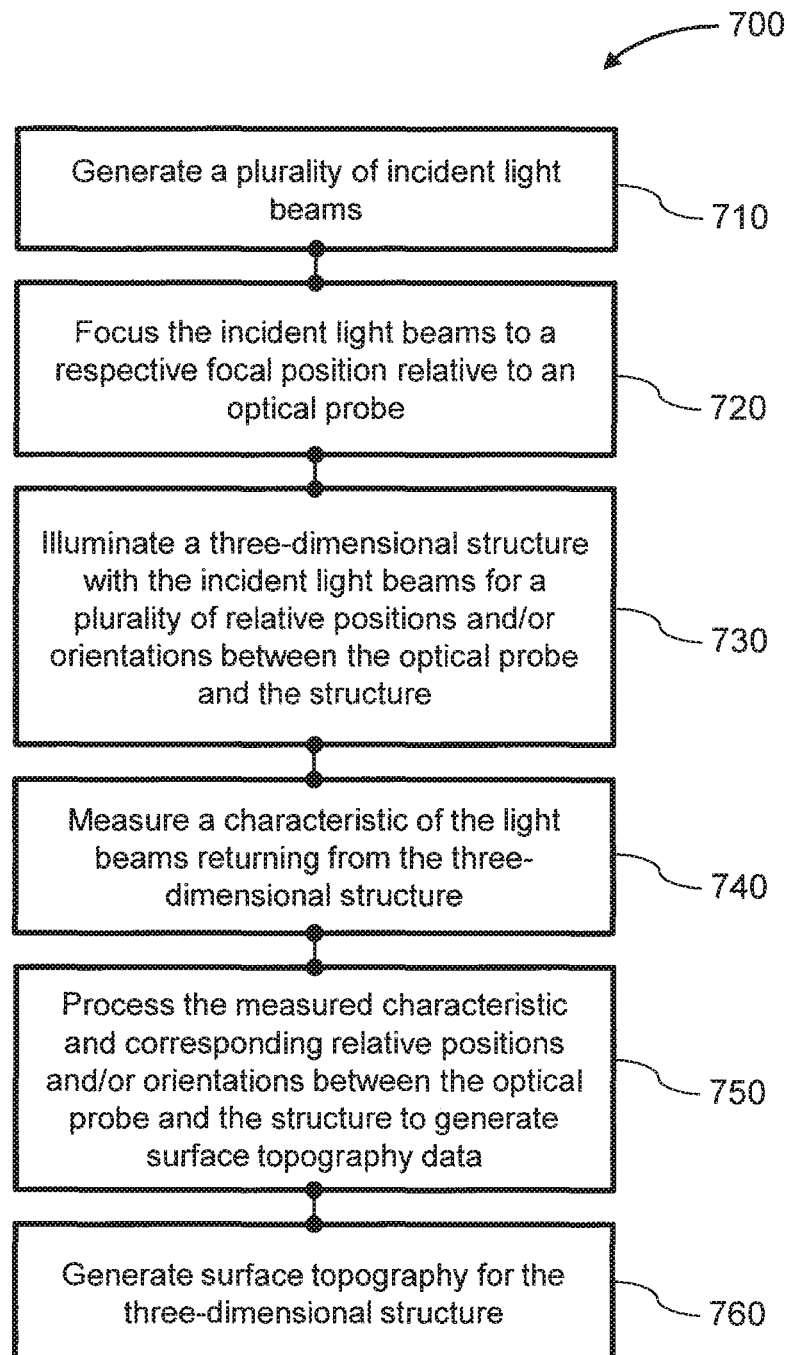 700
Generate a plurality of incident light
beams
710
Focus the incident light beams to a
respective focal position relative to an
optical probe
720
Illuminate a three-dimensional structure
with the incident light beams for a
plurality of relative positions and/or
orientations between the optical probe
and the structure
730
Measure a characteristic of the light
beams returning from the three-
dimensional structure
740
Process the measured characteristic
and corresponding relative positions
and/or orientations between the optical
probe and the structure to generate
surface topography data
750
Generate surface topography for the
three-dimensional structure
760